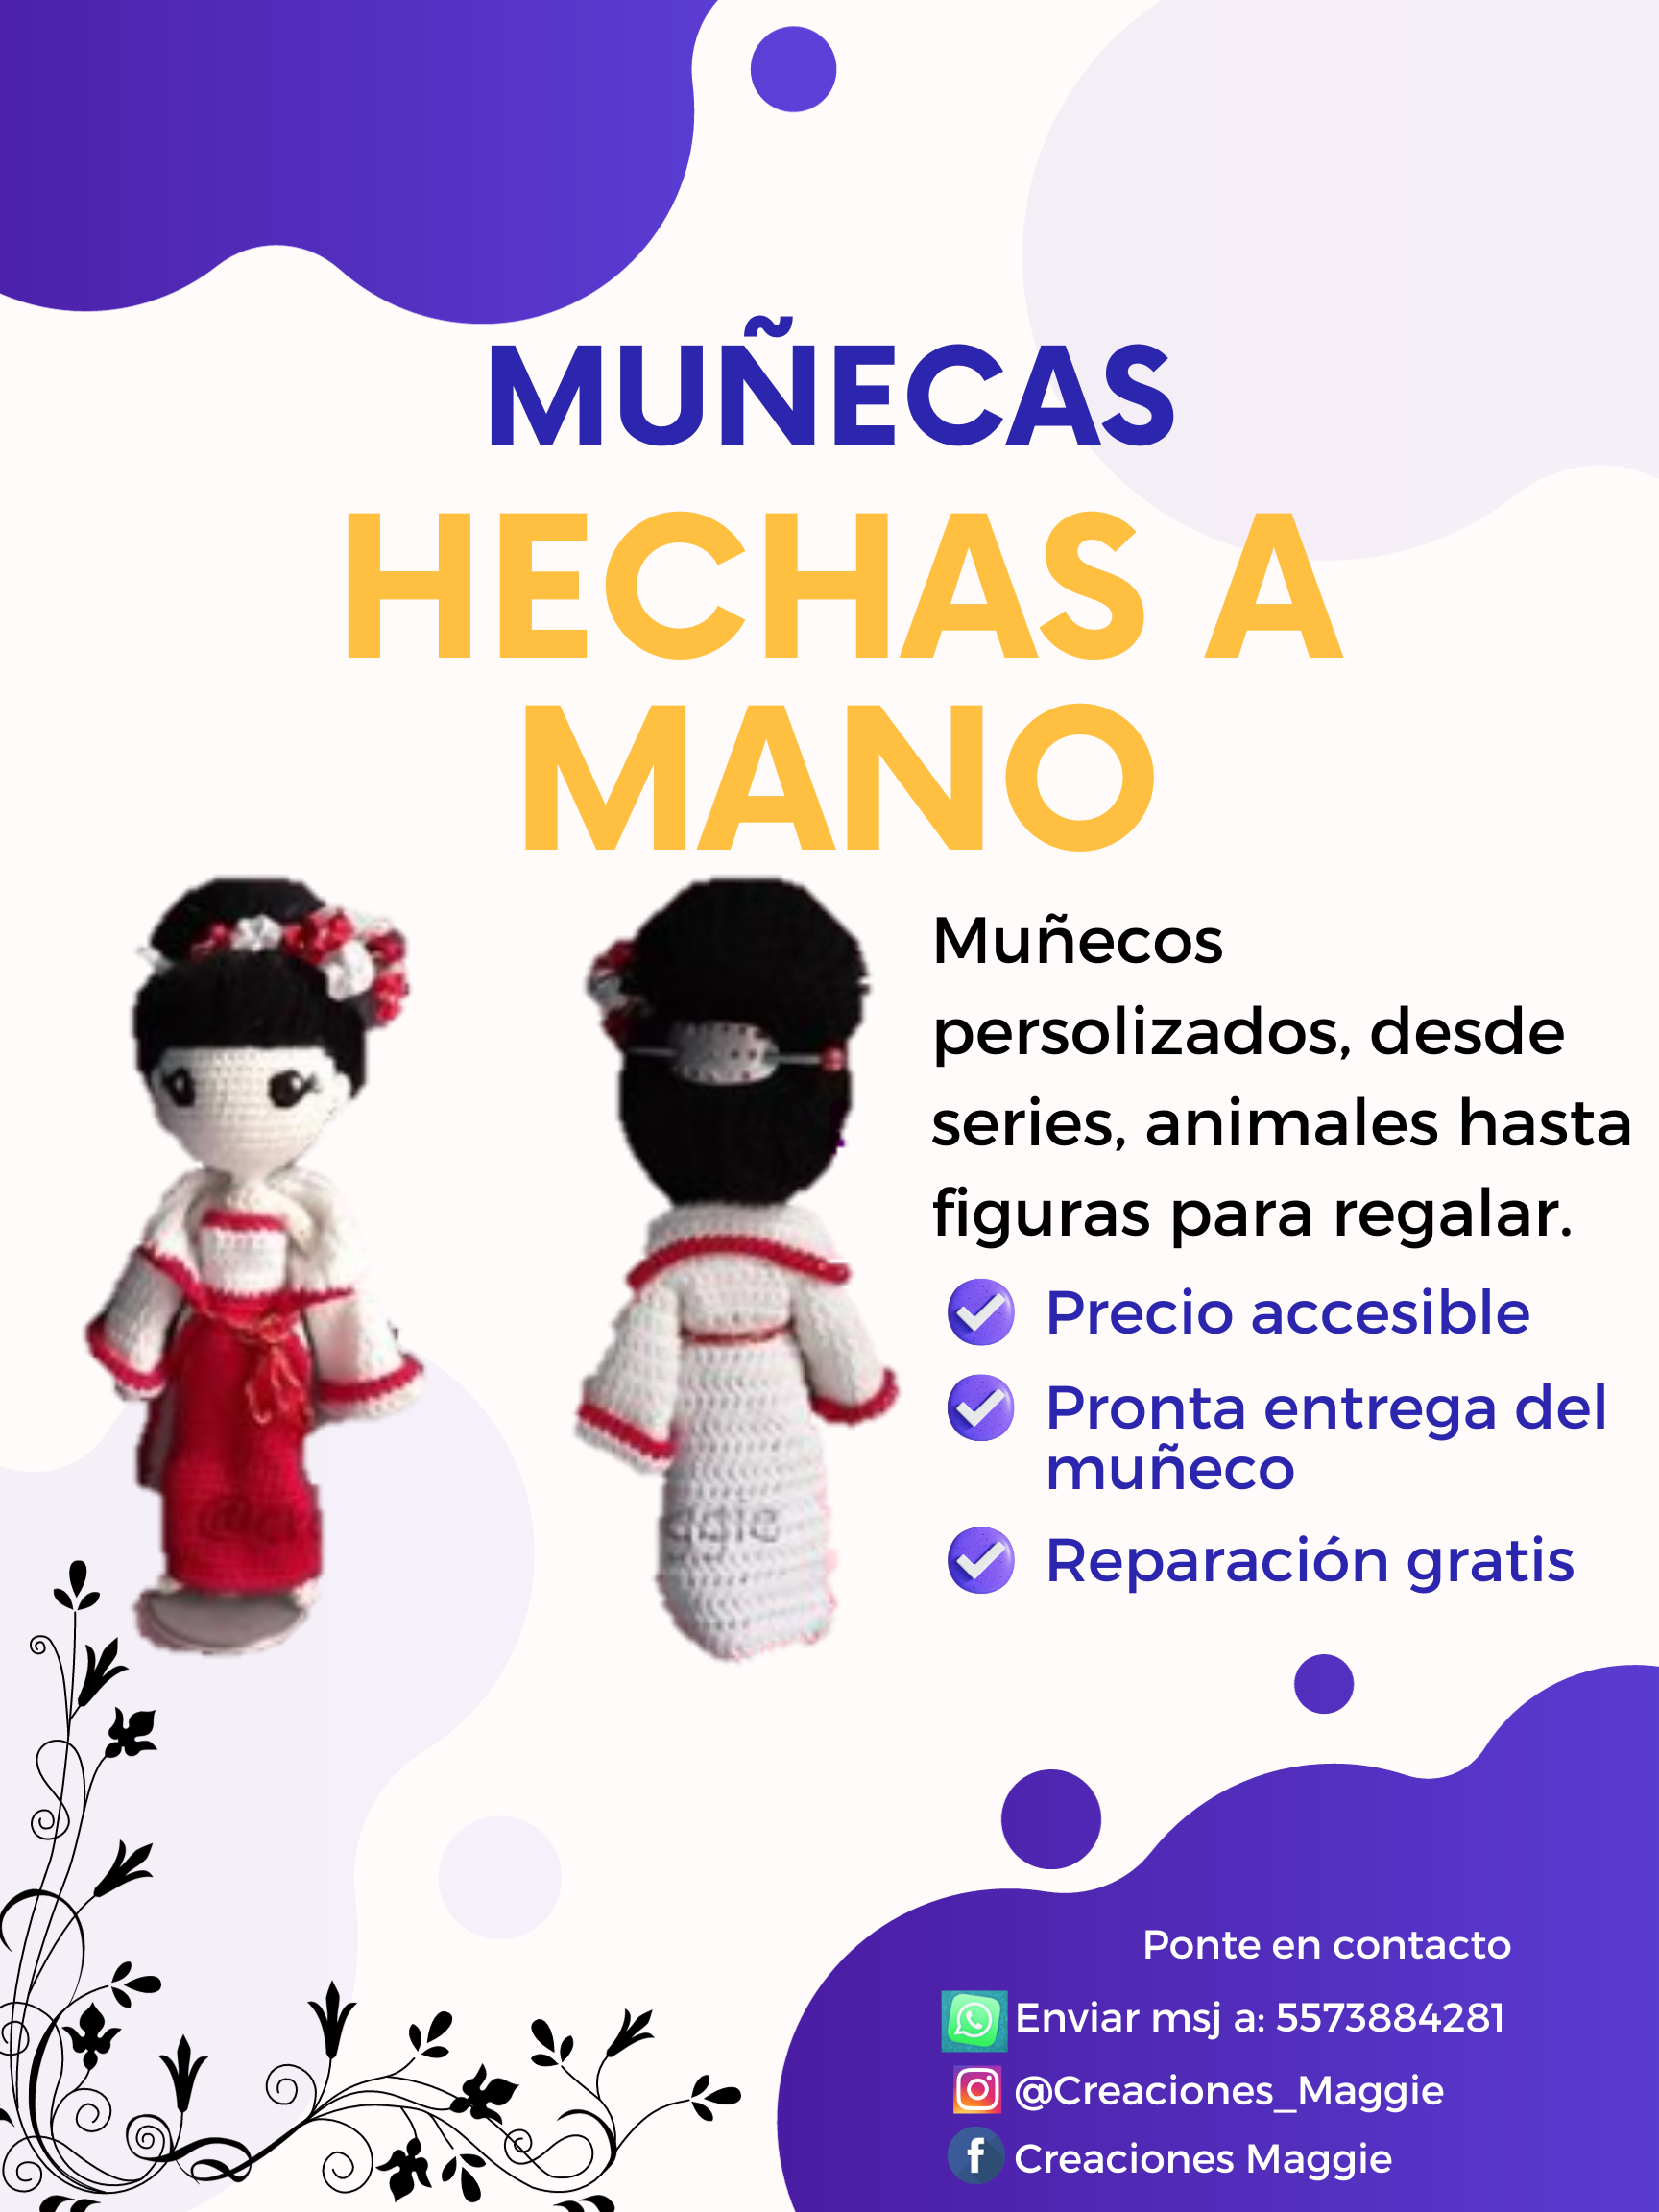 MUÑECAS
HECHAS A
MANO
Muñecos
persolizados, desde
series, animales hasta
figuras para regalar.
Precio accesible
Pronta entrega del
muñeco
Reparación gratis
Ponte en contacto
Enviar msj a: 5573884281
@Creaciones_Maggie
Creaciones Maggie